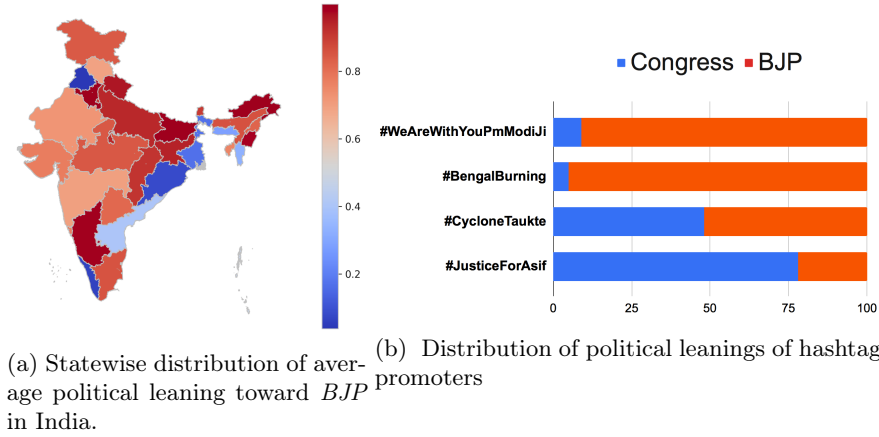 0.8
0.6
0.4
0.2
(a) Statewise distribution of aver-
age political leaning toward BJP
in India.
Congress BJP
#WeAreWithYouPmModiJi
#BengalBurning
#CycloneTaukte
#JusticeForAsif
0 25 50 75 100
(b) Distribution of political leanings of hashtag
promoters